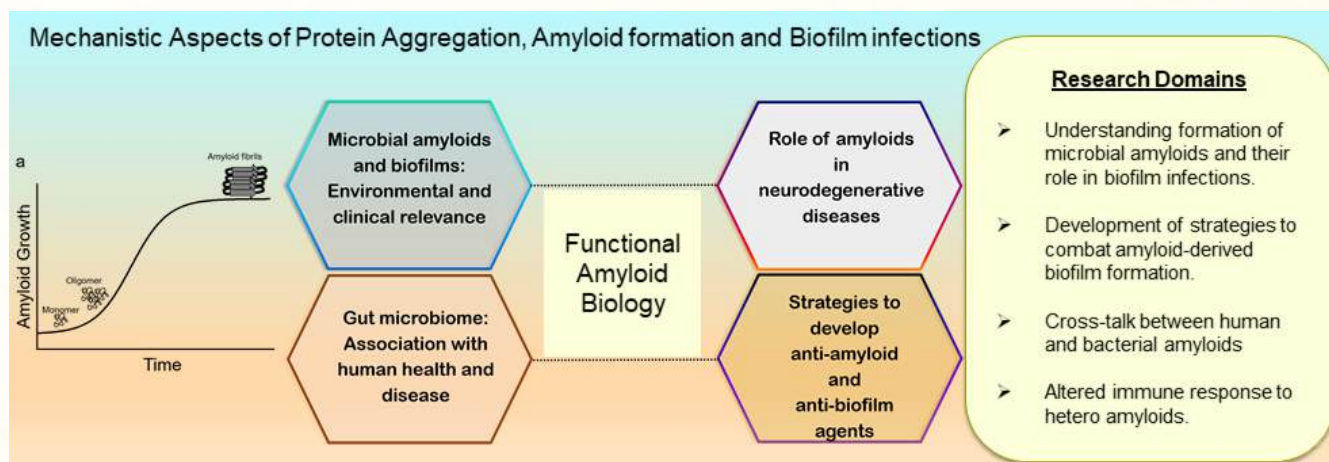 Mechanistic Aspects of Protein Aggregation, Amyloid formation and Biofilm infections
a
Amyloid Growth
Monomer
Oligomer
Amyloid fibrils
Time
Microbial amyloids
and biofilms:
Environmental and
clinical relevance
Gut microbiome:
Association with
human health and
disease
Functional
Amyloid
Biology
Role of amyloids
in
neurodegenerative
diseases
Strategies to
develop
anti-amyloid
and
anti-biofilm
agents
Research Domains
➢ Understanding formation of
microbial amyloids and their
role in biofilm infections.
➢ Development of strategies to
combat amyloid-derived
biofilm formation.
➢ Cross-talk between human
and bacterial amyloids
➢ Altered immune response to
hetero amyloids.